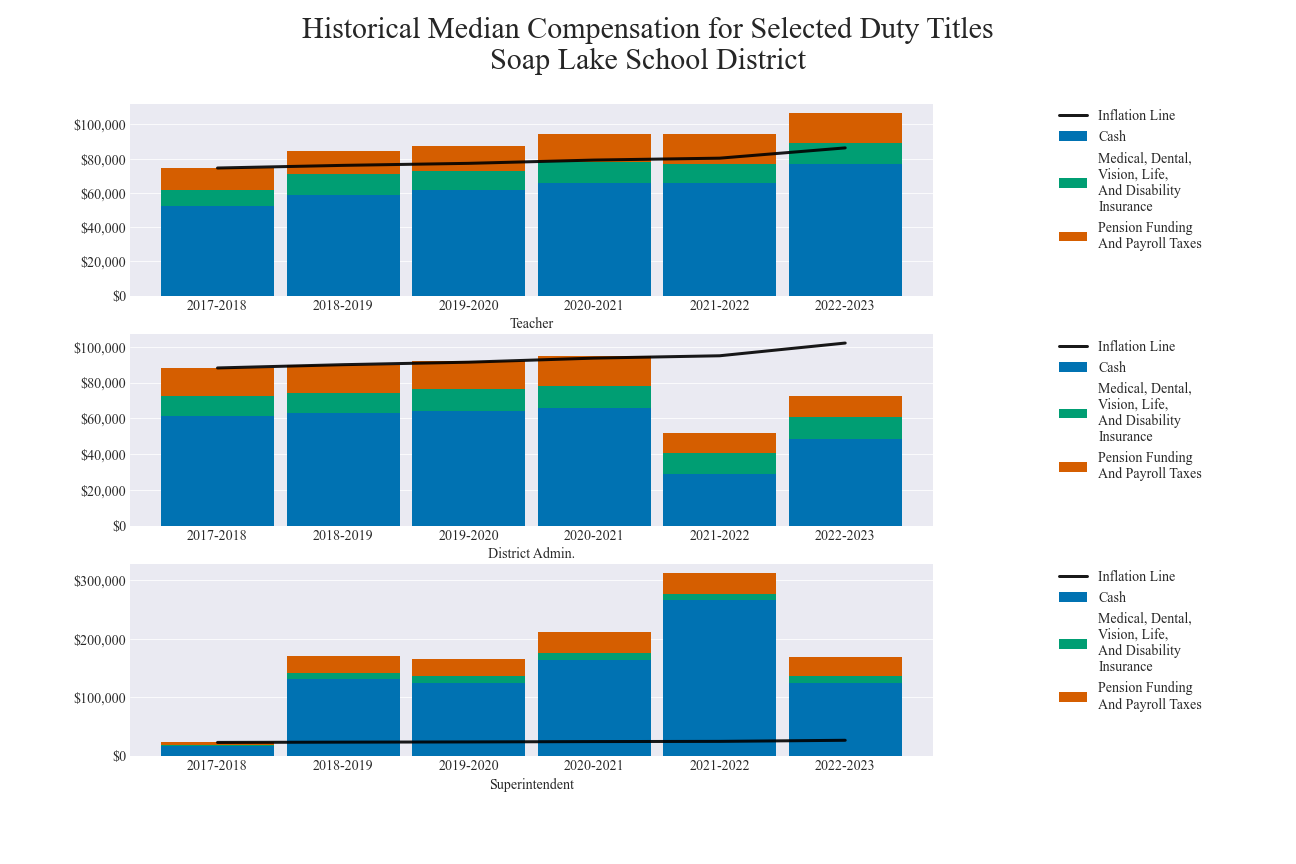 Historical Median Compensation for Selected Duty Titles
Soap Lake School District
$100,000
$80,000
$60,000
$40,000
$20,000
$0
2017-2018 2018-2019 2019-2020 2020-2021 2021-2022 2022-2023
Teacher
Inflation Line
Cash
Medical, Dental,
Vision, Life,
And Disability
Insurance
Pension Funding
And Payroll Taxes
$100,000
$80,000
$60,000
$40,000
$20,000
$0
2017-2018 2018-2019 2019-2020 2020-2021 2021-2022 2022-2023
District Admin.
Inflation Line
Cash
Medical, Dental,
Vision, Life,
And Disability
Insurance
Pension Funding
And Payroll Taxes
$300,000
$200,000
$100,000
$0
2017-2018 2018-2019 2019-2020 2020-2021 2021-2022 2022-2023
Superintendent
Inflation Line
Cash
Medical, Dental,
Vision, Life,
And Disability
Insurance
Pension Funding
And Payroll Taxes